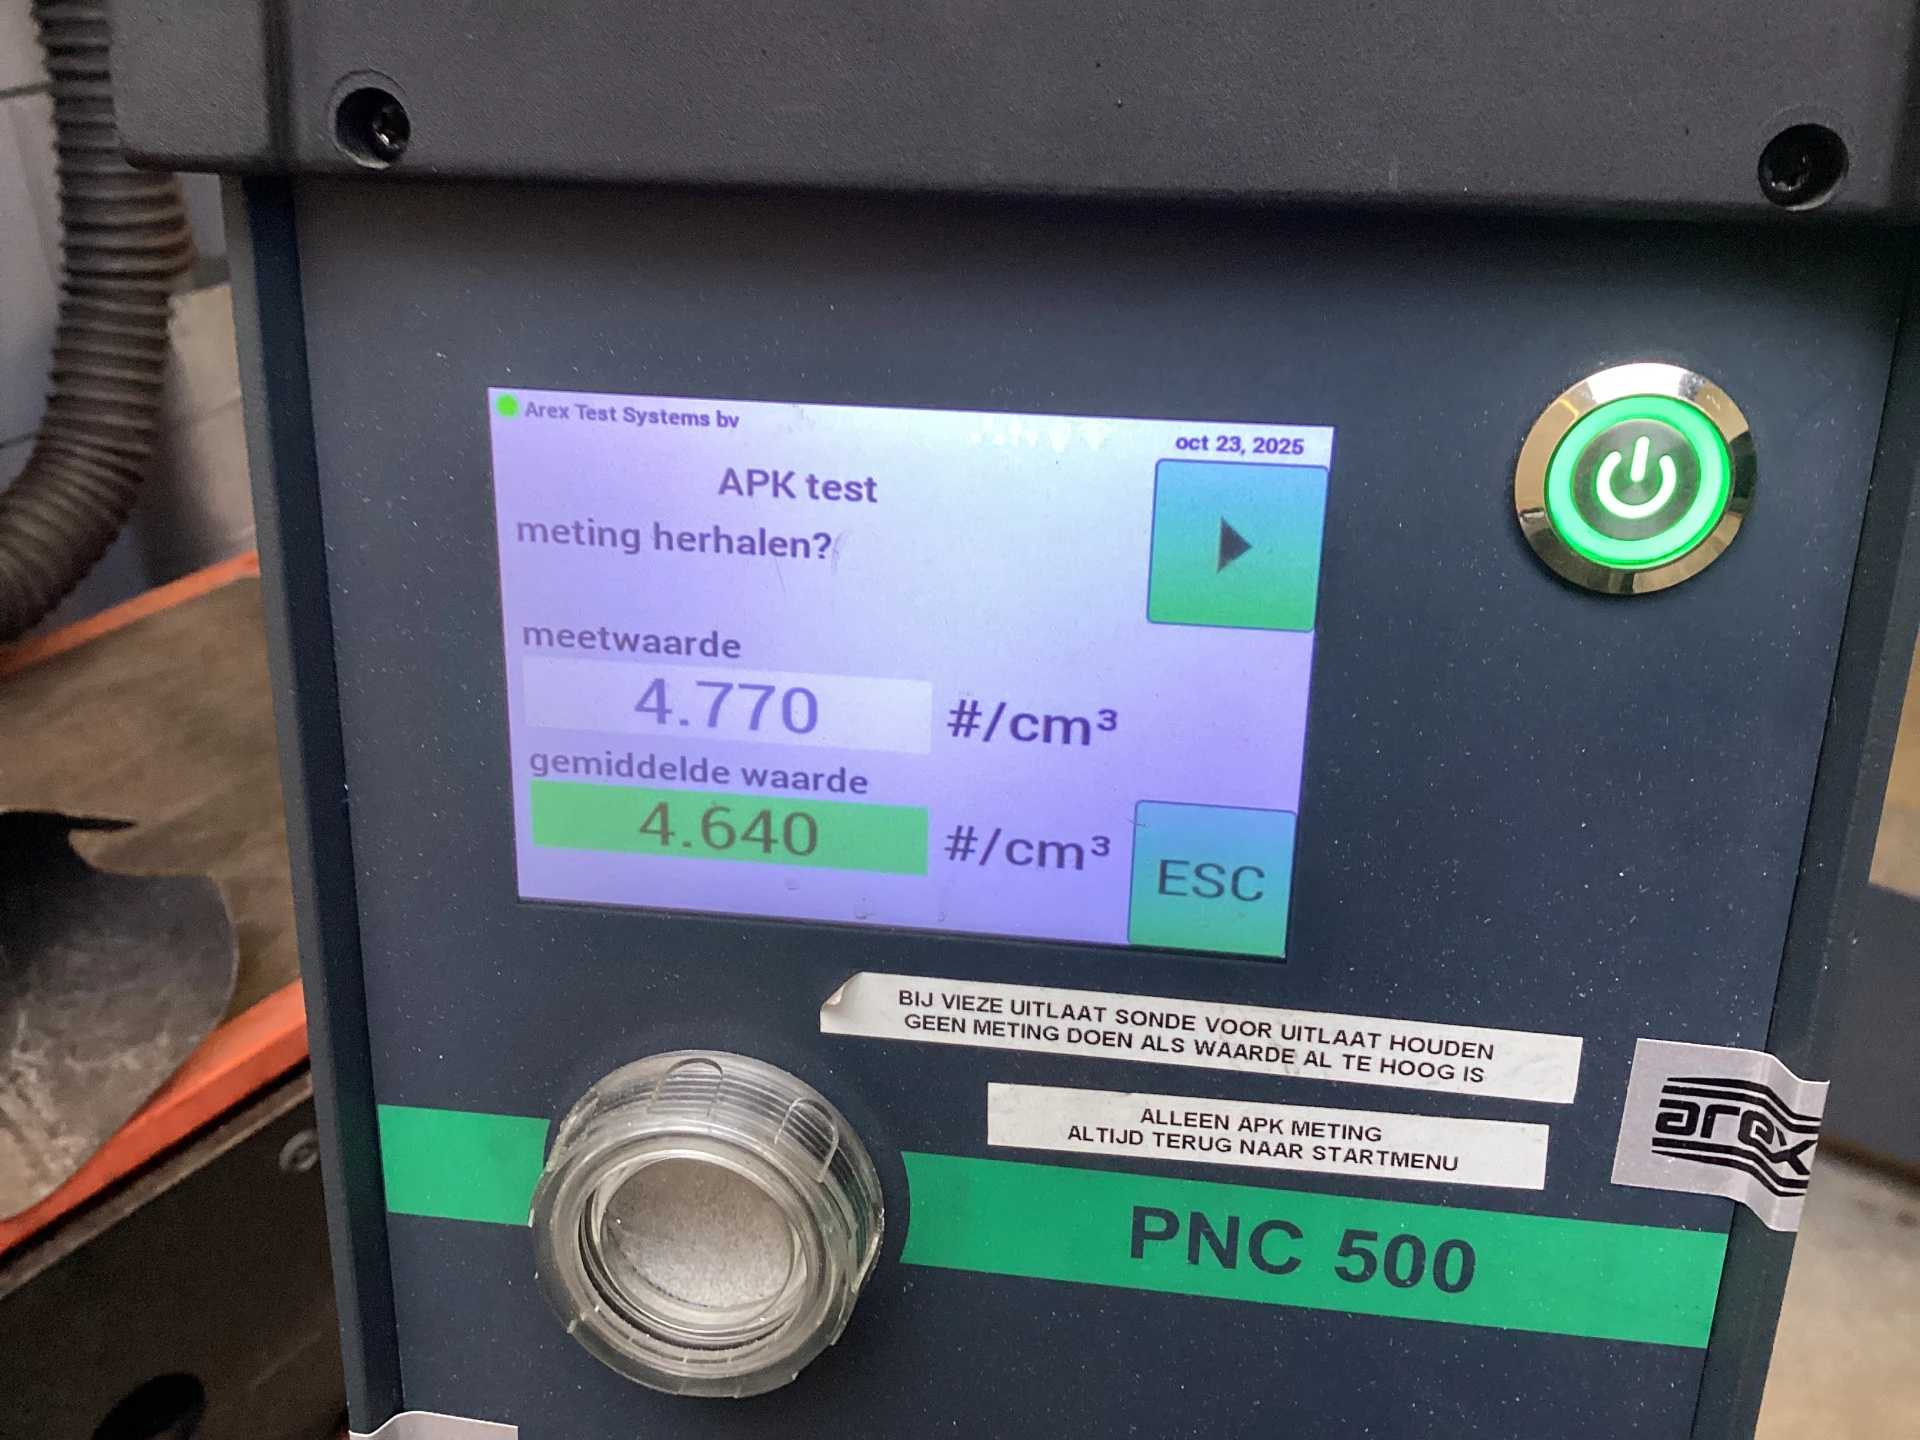 Arex Test Systems bv
oct 23, 2025
APK test
meting herhalen?
meetwaarde
4.770 #/cm³
gemiddelde waarde
4.640 #/cm³
ESC
BIJ VIEZE UITLAAT SONDE VOOR UITLAAT HOUDEN
GEEN METING DOEN ALS WAARDE AL TE HOOG IS
ALLEEN APK METING
ALTIJD TERUG NAAR STARTMENU
arex
PNC 500